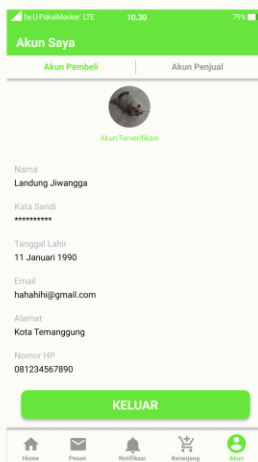 by.U-PakaiMasker LTE 10.30 79%
Akun Saya
Akun Pembeli Akun Penjual
Akun Terverifikasi
Nama
Landung Jiwangga
Kata Sandi
**********
Tanggal Lahir
11 Januari 1990
Email
hahahihi@gmail.com
Alamat
Kota Temanggung
Nomor HP
081234567890
KELUAR
Home Pesan Notifikasi Keranjang Akun